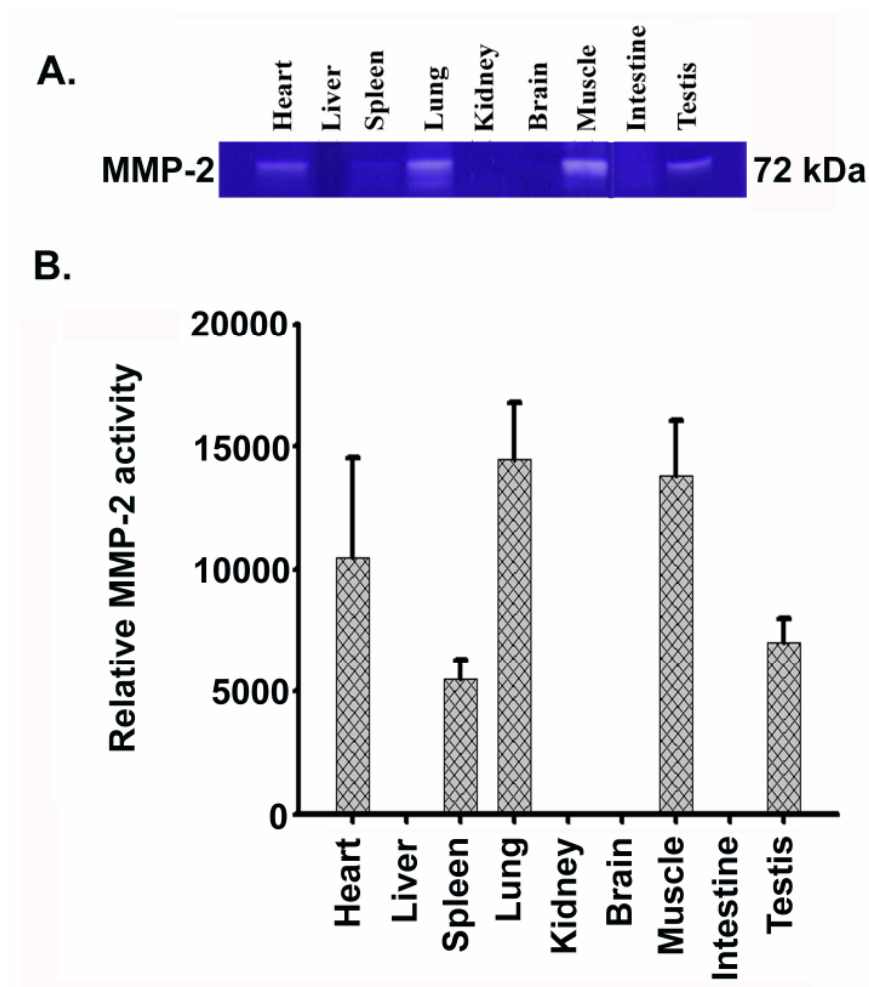 A.
Heart Liver Spleen Lung Kidney Brain Muscle Intestine Testis
MMP-2 72 kDa
B.
Relative MMP-2 activity
20000
15000
10000
5000
0
Heart Liver Spleen Lung Kidney Brain Muscle Intestine Testis